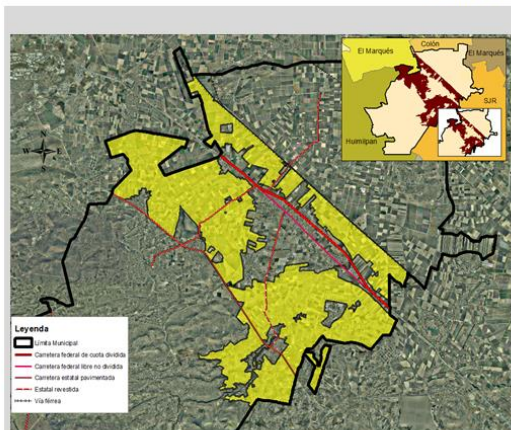 El Marqués
Colón
El Marqués
SJR
Huimilpan
N
W
E
S
Leyenda
Límite Municipal
Carretera federal de cuota dividida
Carretera federal libre no dividida
Carretera estatal pavimentada
Estatal revestida
Vía férrea